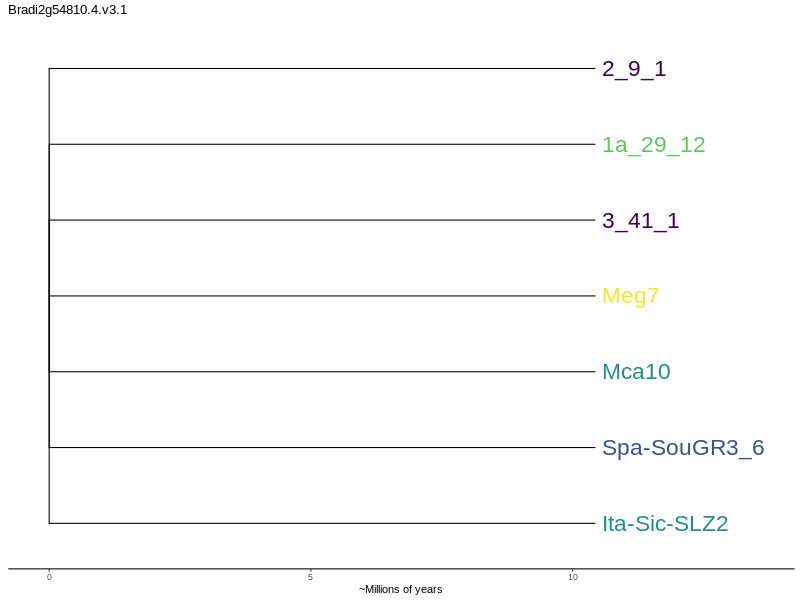 Bradi2g54810.4.v3.1
2_9_1
1a_29_12
3_41_1
Meg7
Mca10
Spa-SouGR3_6
Ita-Sic-SLZ2
0 5 10
~Millions of years